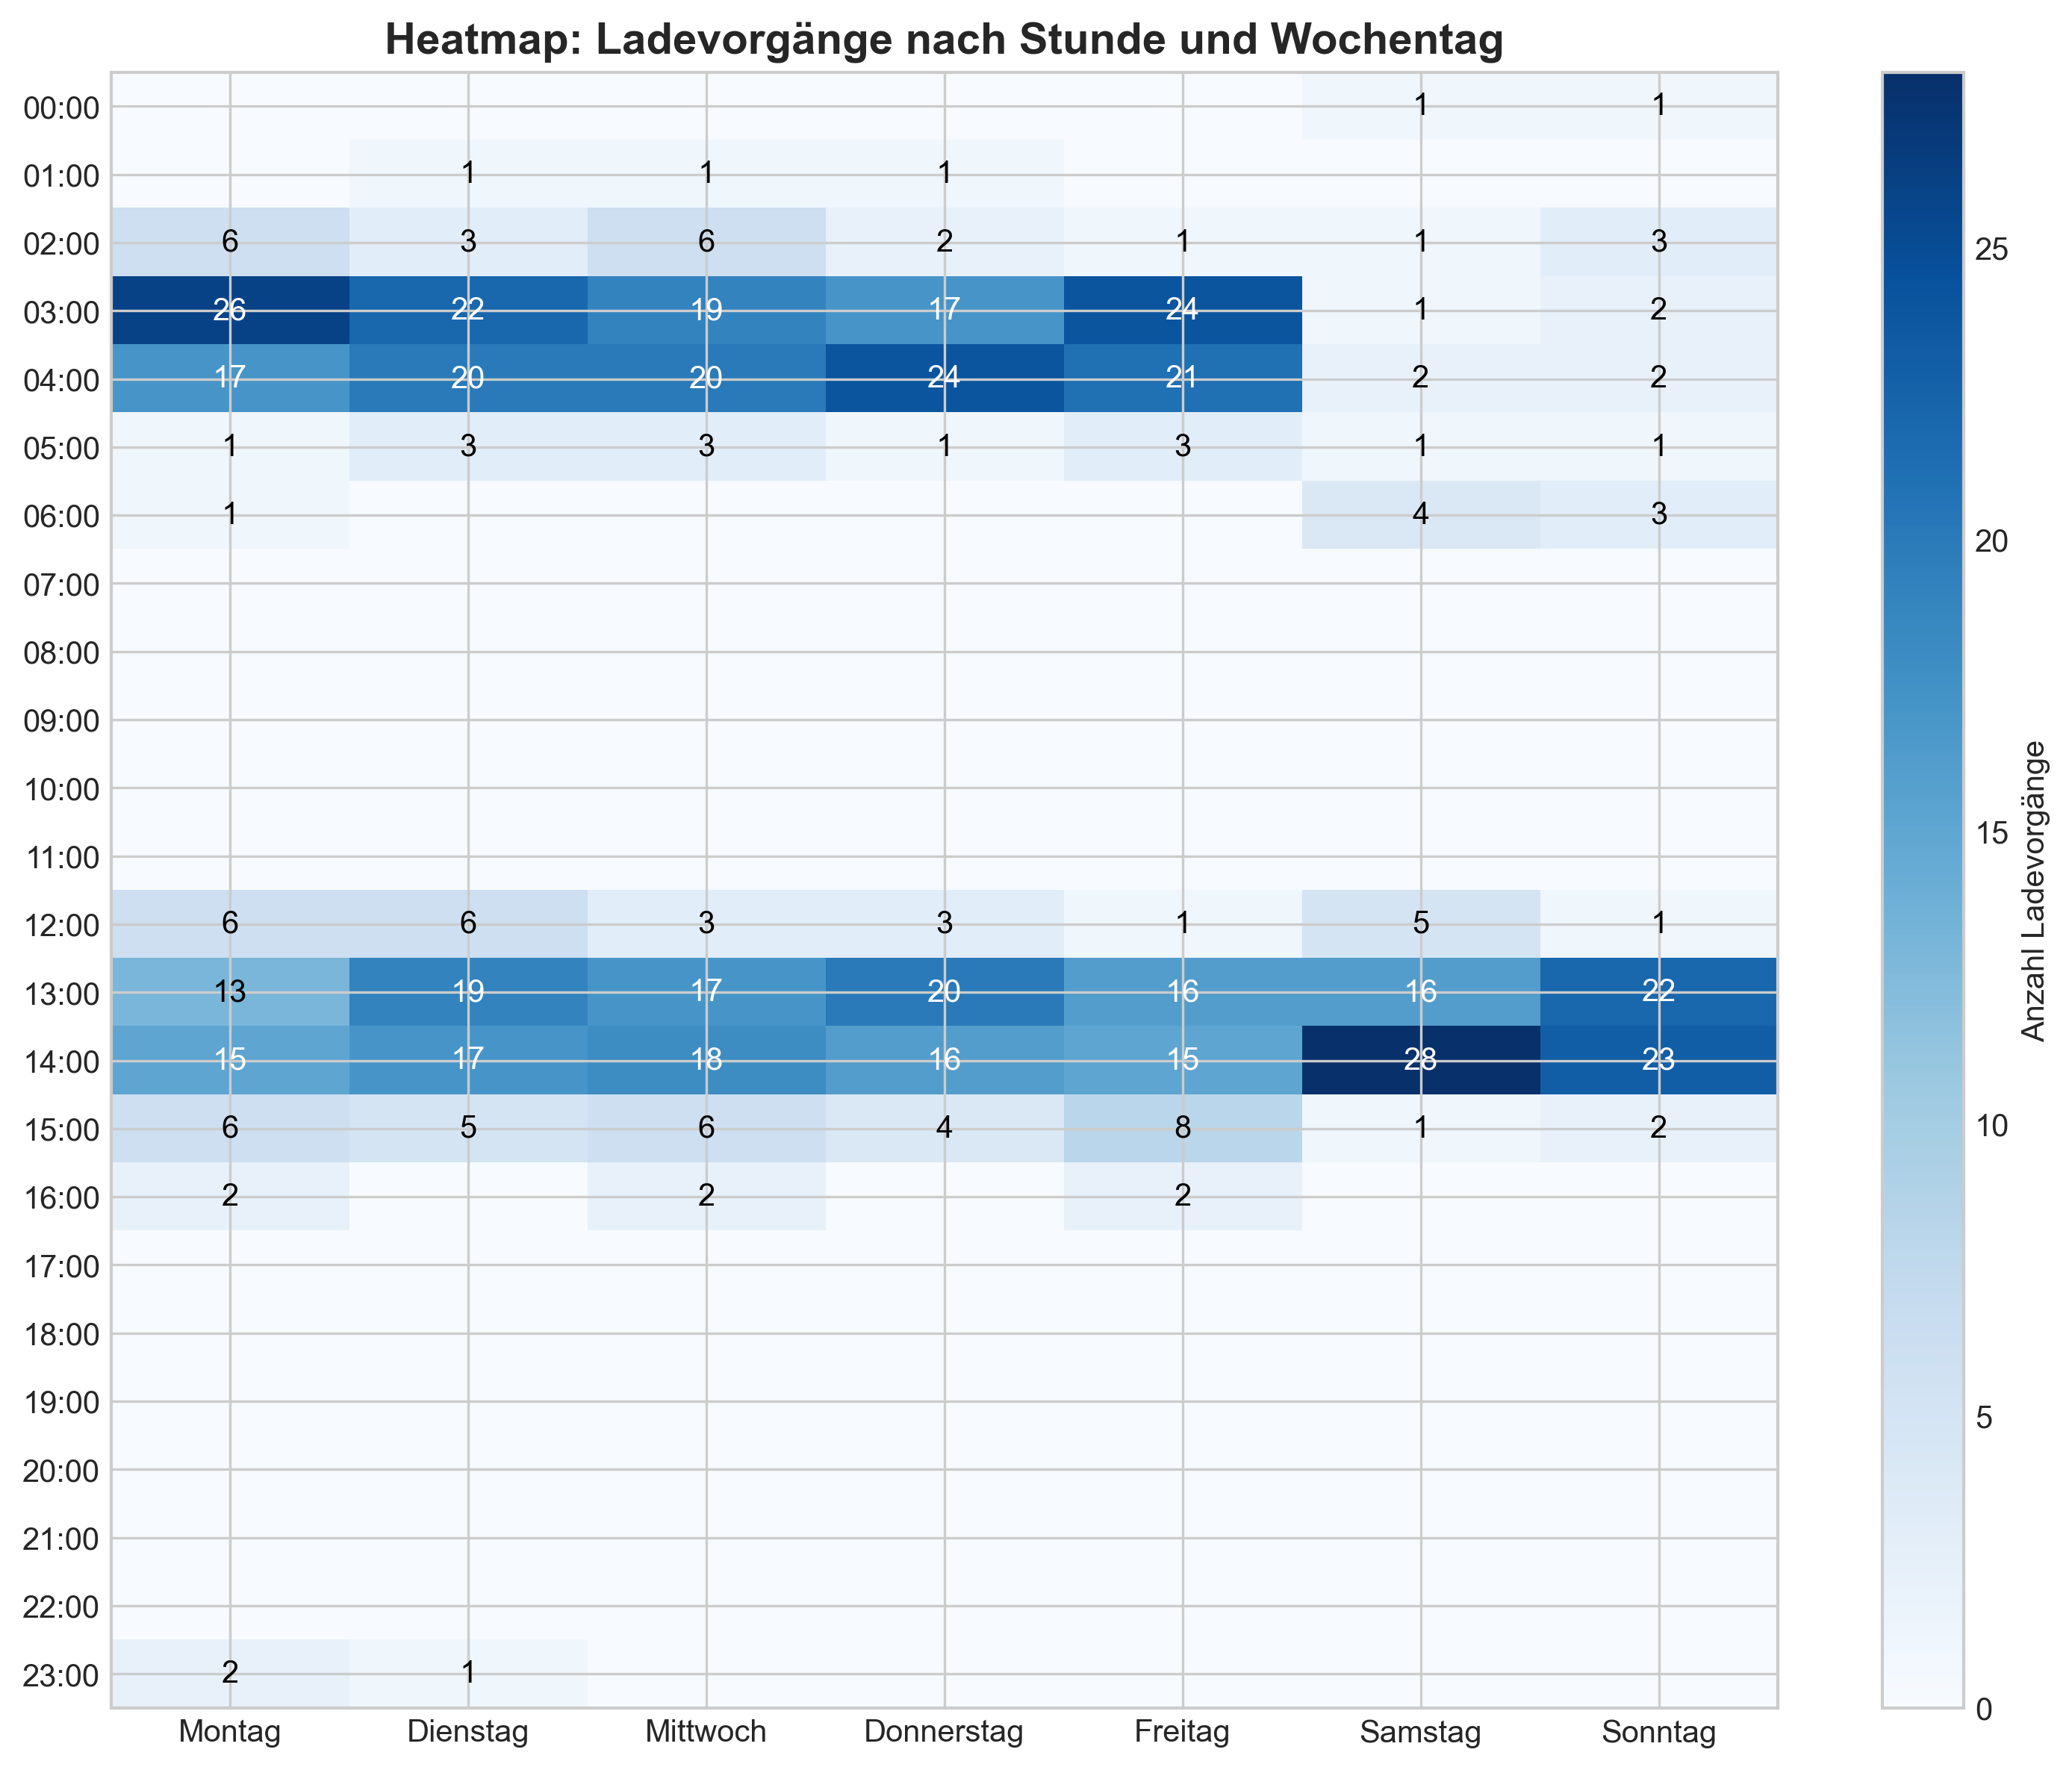 Heatmap: Ladevorgänge nach Stunde und Wochentag
00:00 1 1
01:00 1 1 1
02:00 6 3 6 2 1 1 3
03:00 26 22 19 17 24 1 2
04:00 17 20 20 24 21 2 2
05:00 1 3 3 1 3 1 1
06:00 1 4 3
07:00
08:00
09:00
10:00
11:00
12:00 6 6 3 3 1 5 1
13:00 13 19 17 20 16 16 22
14:00 15 17 18 16 15 28 23
15:00 6 5 6 4 8 1 2
16:00 2 2 2
17:00
18:00
19:00
20:00
21:00
22:00
23:00 2 1
Montag Dienstag Mittwoch Donnerstag Freitag Samstag Sonntag
25
20
15
10
5
0
Anzahl Ladevorgänge